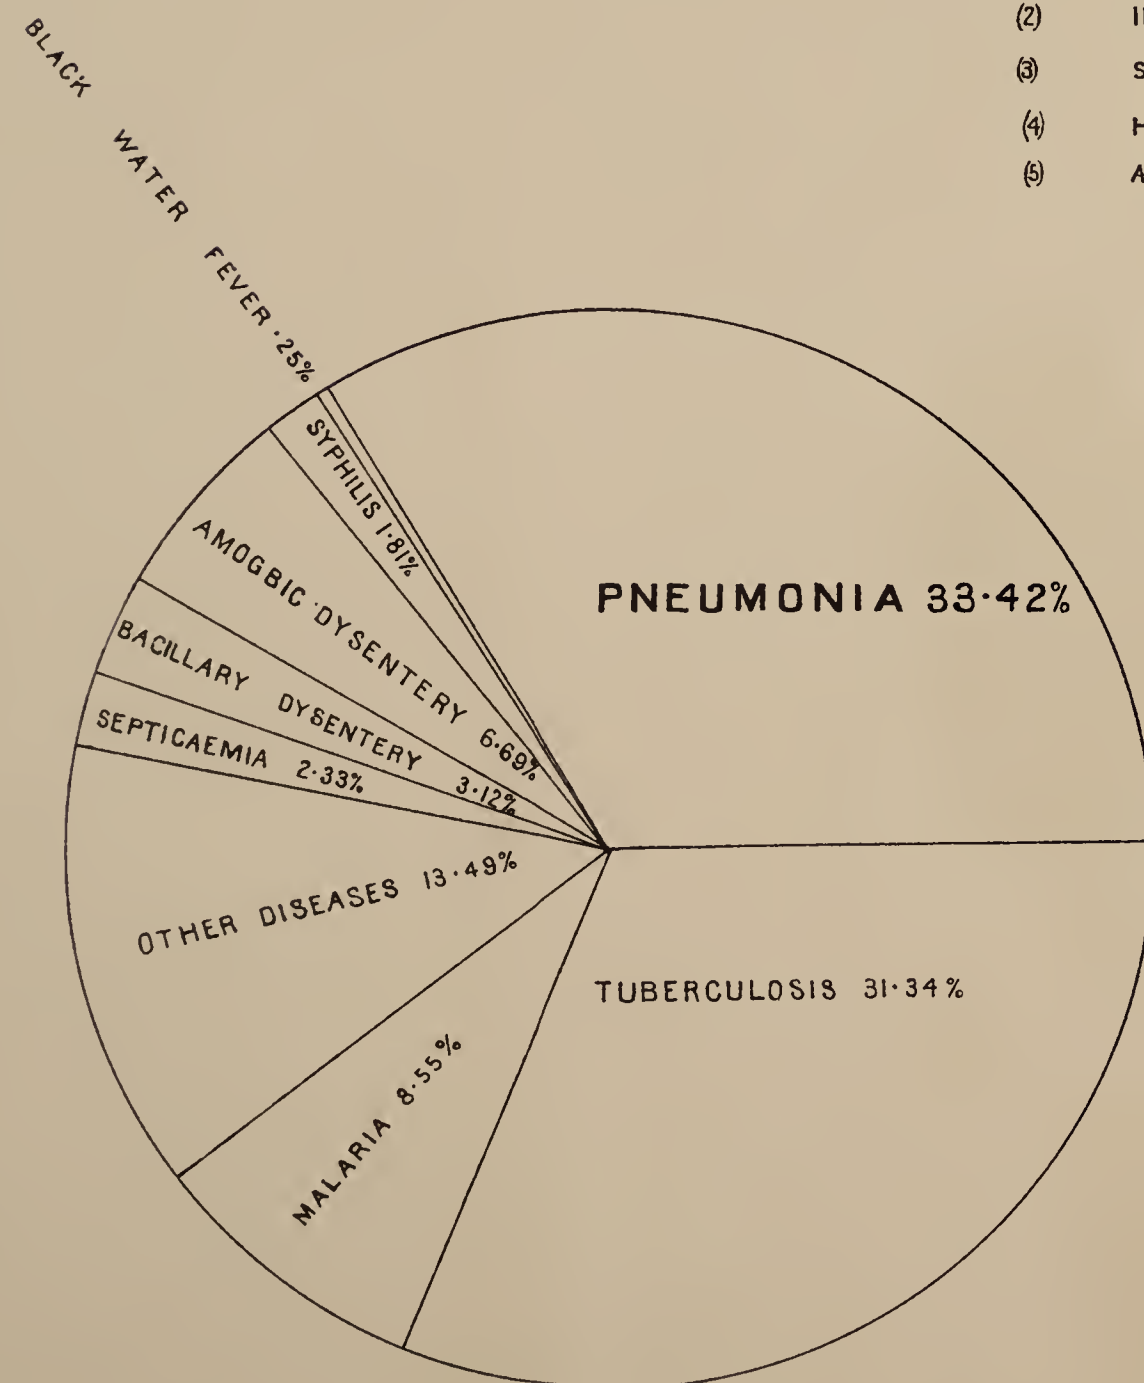 (2)
(3)
(4)
(5)
BLACK WATER FEVER ·25%
SYPHILIS 1·81%
AMOGBIC DYSENTERY 6·69%
BACILLARY DYSENTERY 3·12%
SEPTICAEMIA 2·33%
OTHER DISEASES 13·49%
MALARIA 8·55%
PNEUMONIA 33·42%
TUBERCULOSIS 31·34%